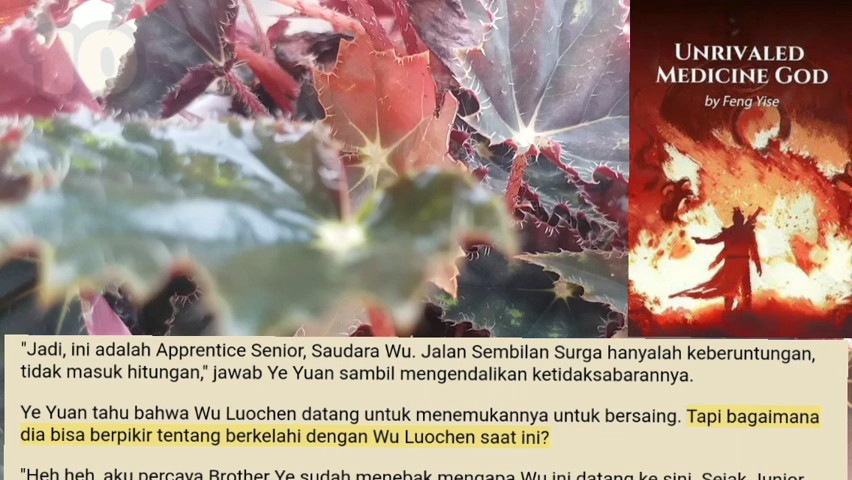 UNRIVALED
MEDICINE GOD
by Feng Yise
"Jadi, ini adalah Apprentice Senior, Saudara Wu. Jalan Sembilan Surga hanyalah keberuntungan,
tidak masuk hitungan," jawab Ye Yuan sambil mengendalikan ketidaksabarannya.
Ye Yuan tahu bahwa Wu Luochen datang untuk menemukannya untuk bersaing. Tapi bagaimana
dia bisa berpikir tentang berkelahi dengan Wu Luochen saat ini?
"Heh heh, aku percaya Brother Ye sudah menebak mengapa Wu ini datang ke sini. Sejak Junior